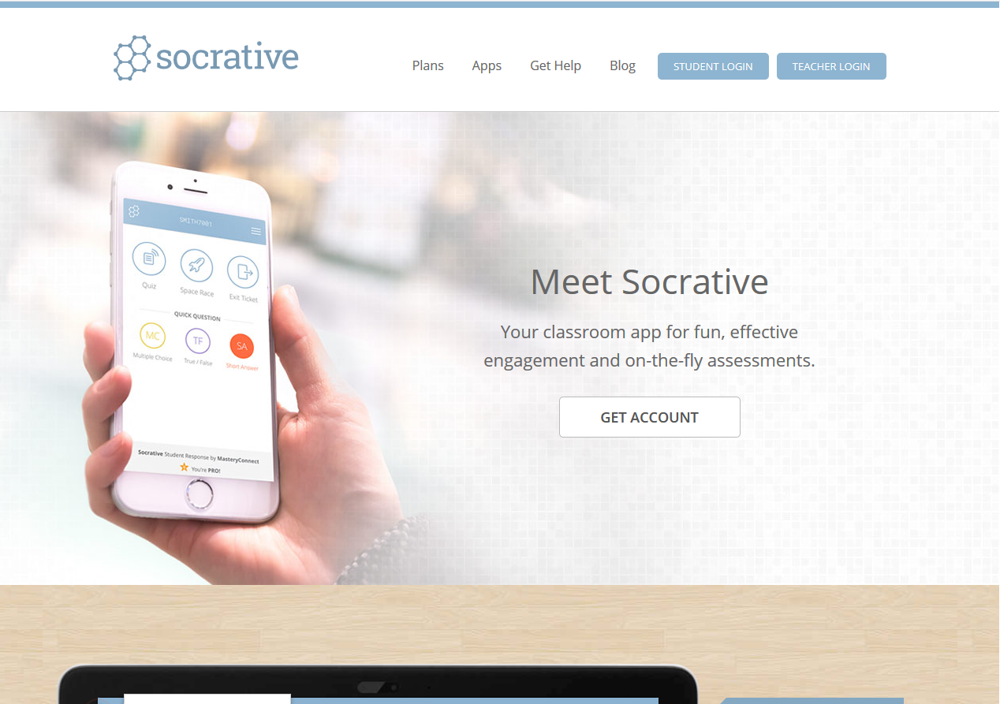 socrative
Plans
Apps
Get Help
Blog
STUDENT LOGIN
TEACHER LOGIN
SMITH7001
Quiz
Space Race
Exit Ticket
QUICK QUESTION
MC
TF
SA
Multiple Choice
True / False
Short Answer
Socrative Student Response by MasteryConnect
You're PRO!
Meet Socrative
Your classroom app for fun, effective
engagement and on-the-fly assessments.
GET ACCOUNT